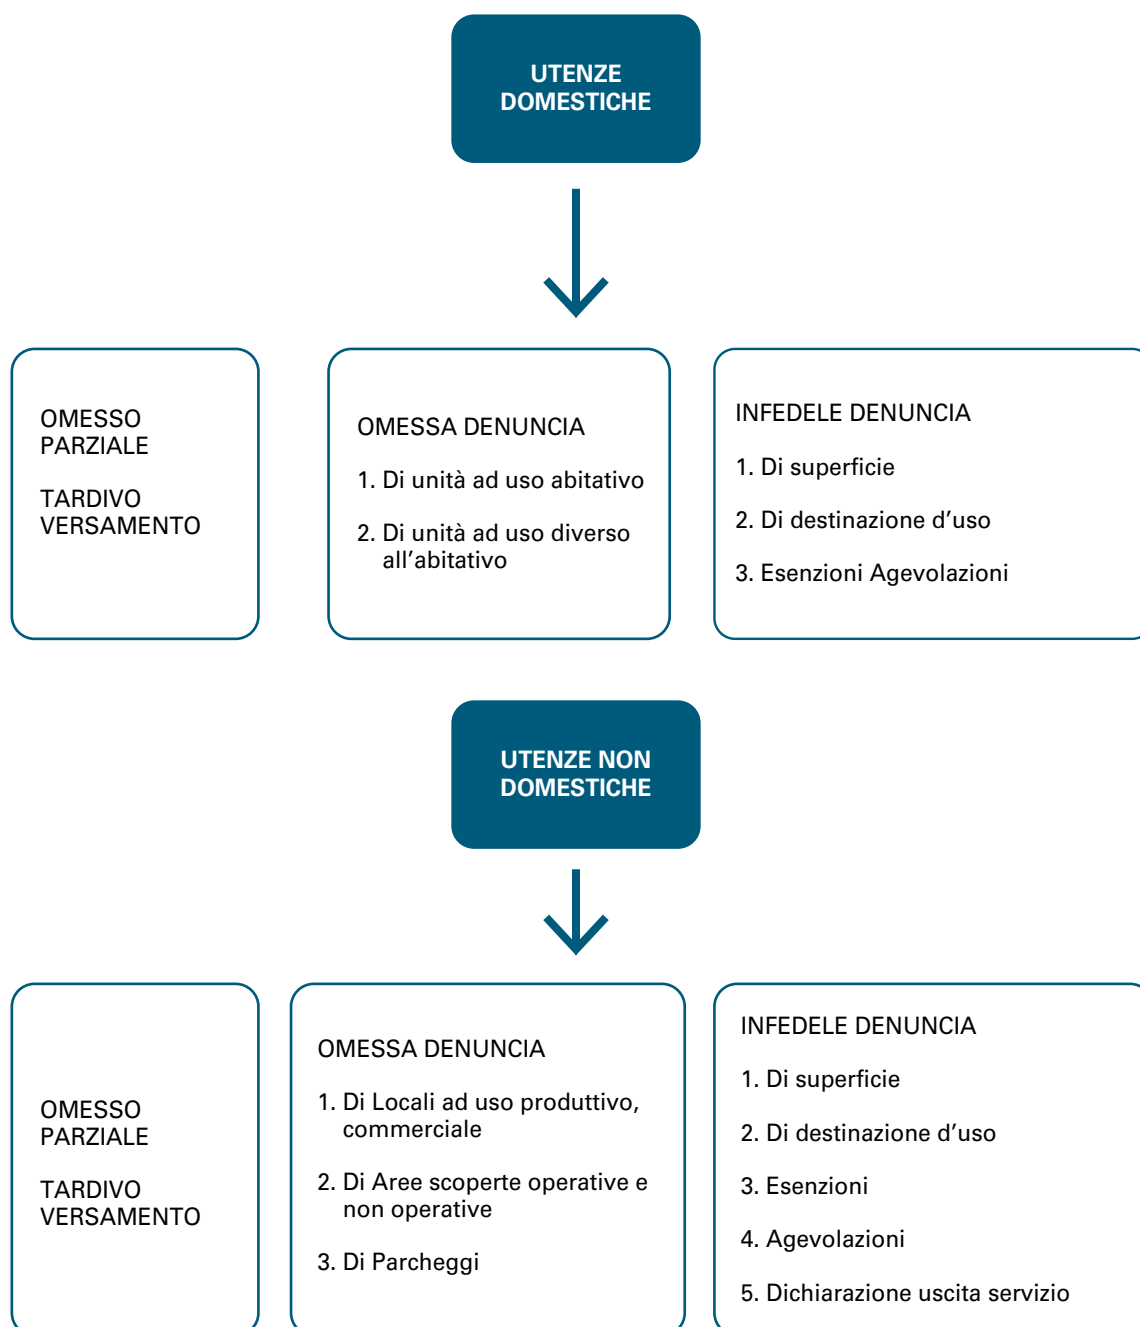 UTENZE
DOMESTICHE
OMESSO
PARZIALE
TARDIVO
VERSAMENTO
OMESSA DENUNCIA
1. Di unità ad uso abitativo
2. Di unità ad uso diverso
all’abitativo
INFEDELE DENUNCIA
1. Di superficie
2. Di destinazione d’uso
3. Esenzioni Agevolazioni
UTENZE NON
DOMESTICHE
OMESSO
PARZIALE
TARDIVO
VERSAMENTO
OMESSA DENUNCIA
1. Di Locali ad uso produttivo,
commerciale
2. Di Aree scoperte operative e
non operative
3. Di Parcheggi
INFEDELE DENUNCIA
1. Di superficie
2. Di destinazione d’uso
3. Esenzioni
4. Agevolazioni
5. Dichiarazione uscita servizio